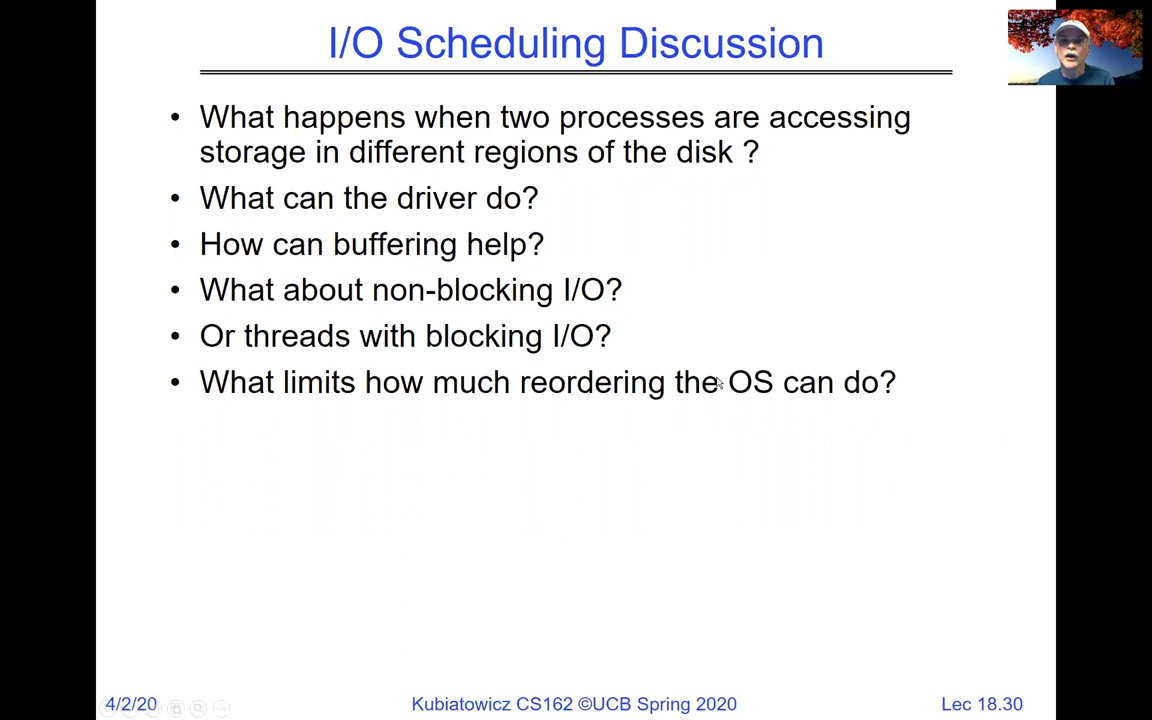 I/O Scheduling Discussion
• What happens when two processes are accessing
storage in different regions of the disk ?
• What can the driver do?
• How can buffering help?
• What about non-blocking I/O?
• Or threads with blocking I/O?
• What limits how much reordering the OS can do?
4/2/20
Kubiatowicz CS162 ©UCB Spring 2020
Lec 18.30